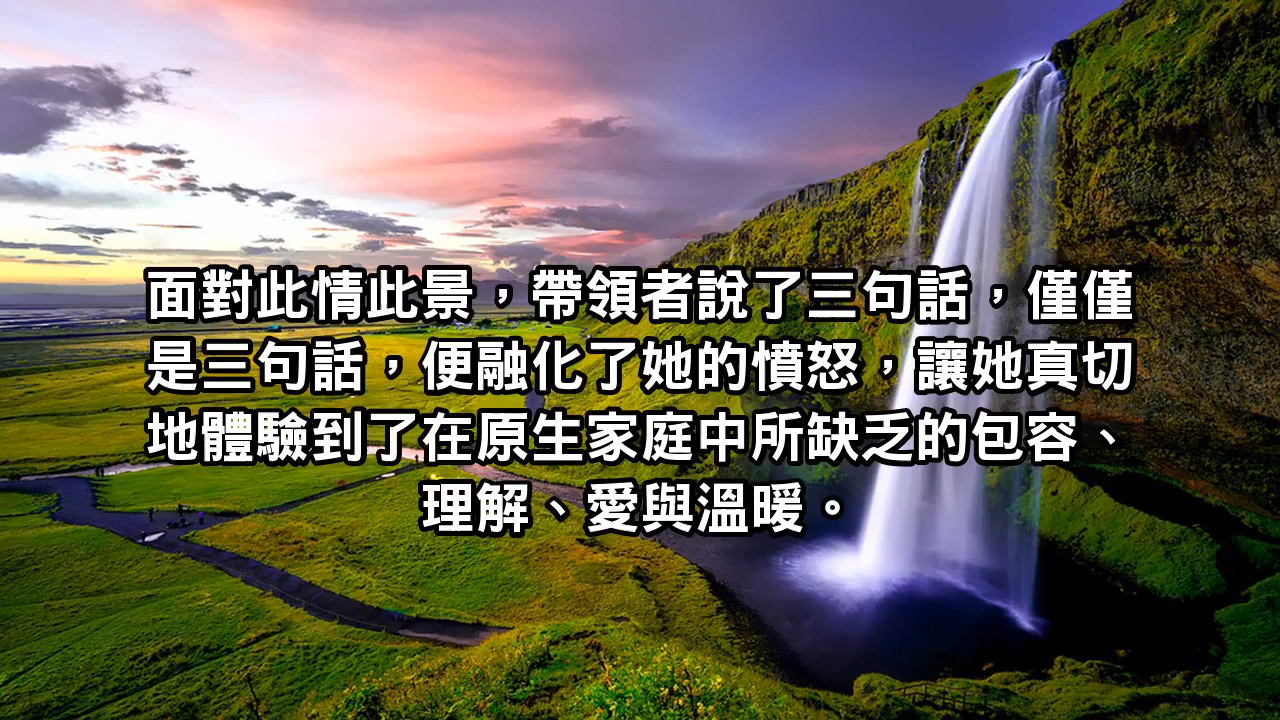 面對此情此景，帶領者說了三句話，僅僅
是三句話，便融化了她的憤怒，讓她真切
地體驗到了在原生家庭中所缺乏的包容、
理解、愛與溫暖。